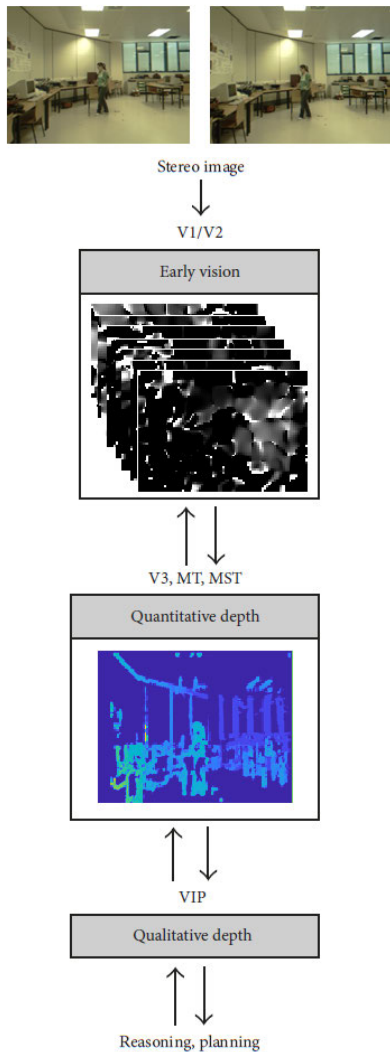 Stereo image
V1/V2
Early vision
V3, MT, MST
Quantitative depth
VIP
Qualitative depth
Reasoning, planning